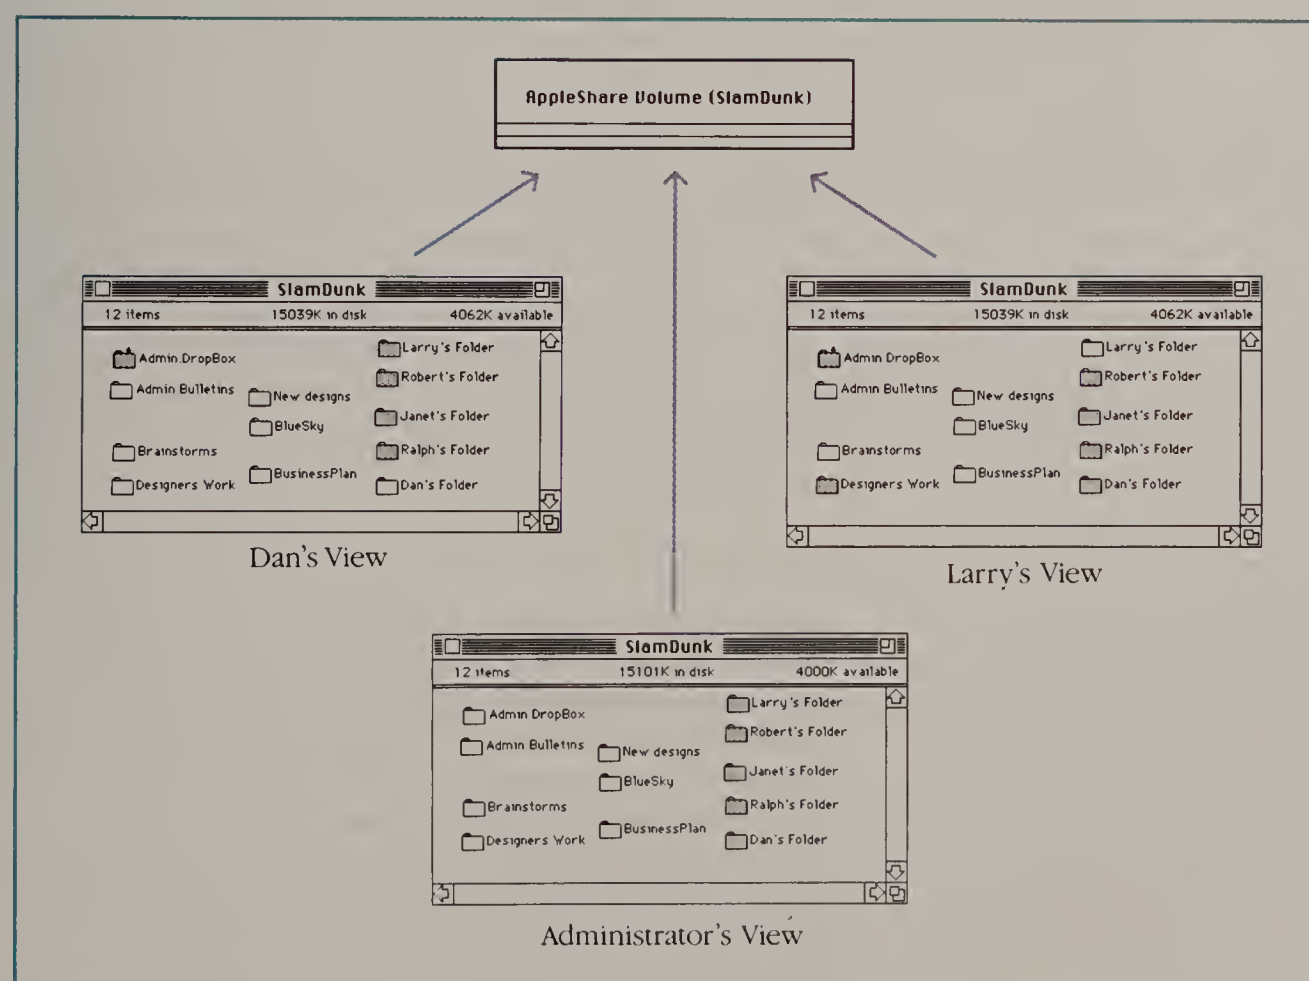 AppleShare Volume (SlamDunk)
SlamDunk
12 items 15039K in disk 4062K available
Admin.DropBox
Larry's Folder
Robert's Folder
Admin Bulletins
New designs
Janet's Folder
BlueSky
Brainstorms
Ralph's Folder
BusinessPlan
Designers Work
Dan's Folder
Dan's View
SlamDunk
12 items 15039K in disk 4062K available
Larry's Folder
Admin DropBox
Robert's Folder
Admin Bulletins
New designs
Janet's Folder
BlueSky
Brainstorms
Ralph's Folder
BusinessPlan
Designers Work
Dan's Folder
Larry's View
SlamDunk
12 items 15101K in disk 4000K available
Larry's Folder
Admin DropBox
Robert's Folder
Admin Bulletins
New designs
Janet's Folder
BlueSky
Brainstorms
Ralph's Folder
BusinessPlan
Designers Work
Dan's Folder
Administrator's View